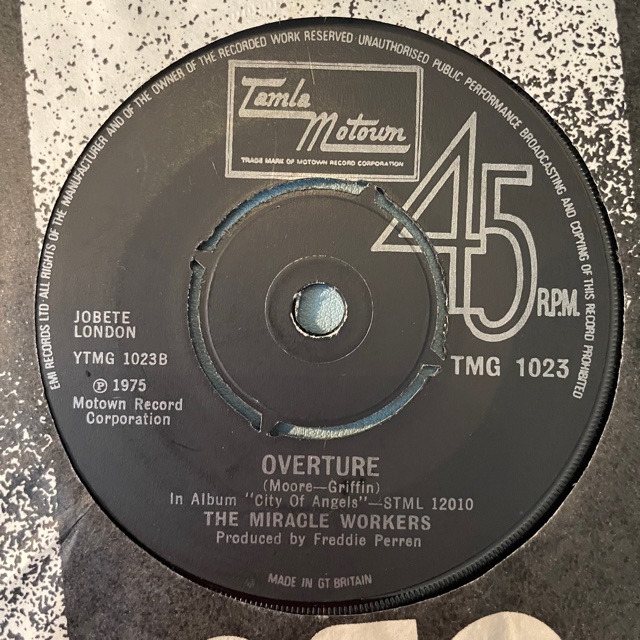 EMI RECORDS LTD ALL RIGHTS OF THE MANUFACTURER AND OF THE OWNER OF THE RECORDED WORK RESERVED · UNAUTHORISED PUBLIC PERFORMANCE BROADCASTING AND COPYING OF THIS RECORD PROHIBITED
Tamla
Motown
TRADE MARK OF MOTOWN RECORD CORPORATION
45
R.P.M.
JOBETE
LONDON
YTMG 1023B
℗ 1975
Motown Record
Corporation
TMG 1023
OVERTURE
(Moore—Griffin)
In Album "City Of Angels"—STML 12010
THE MIRACLE WORKERS
Produced by Freddie Perren
MADE IN GT BRITAIN